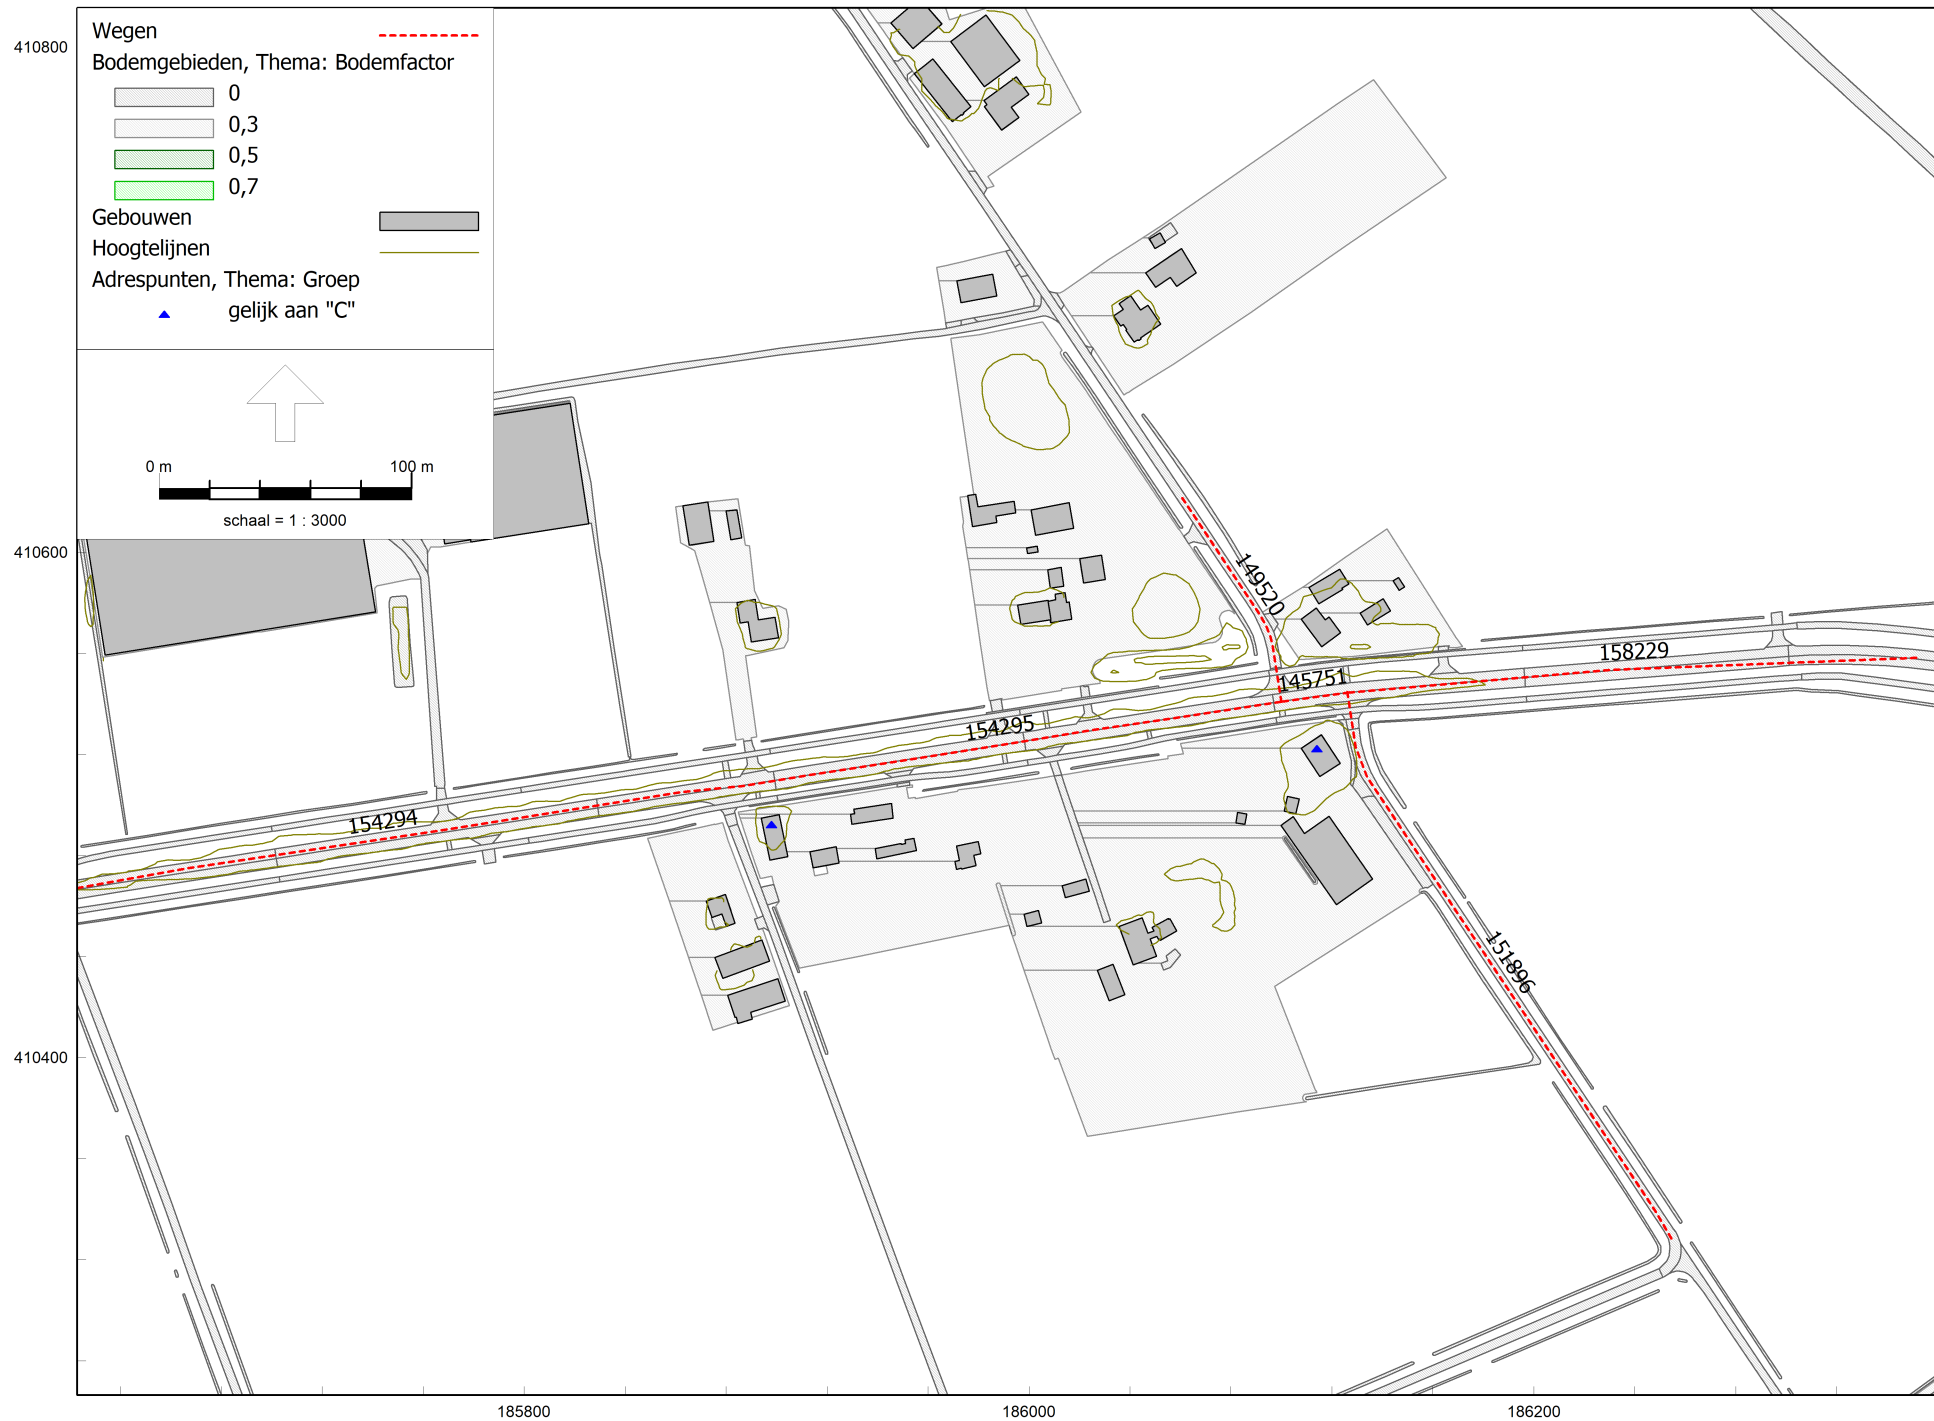 410800
410600
410400
Wegen
Bodemgebieden, Thema: Bodemfactor
0
0,3
0,5
0,7
Gebouwen
Hoogtelijnen
Adrespunten, Thema: Groep
gelijk aan "C"
0 m 100 m
schaal = 1 : 3000
149520
158229
145751
154295
154294
151896
185800 186000 186200